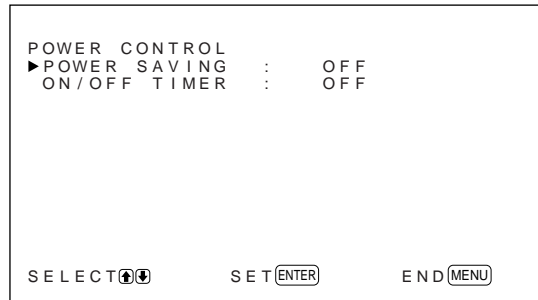 POWER CONTROL
►POWER SAVING : OFF
ON/OFF TIMER : OFF
SELECT⬆⬇ SET ENTER END MENU